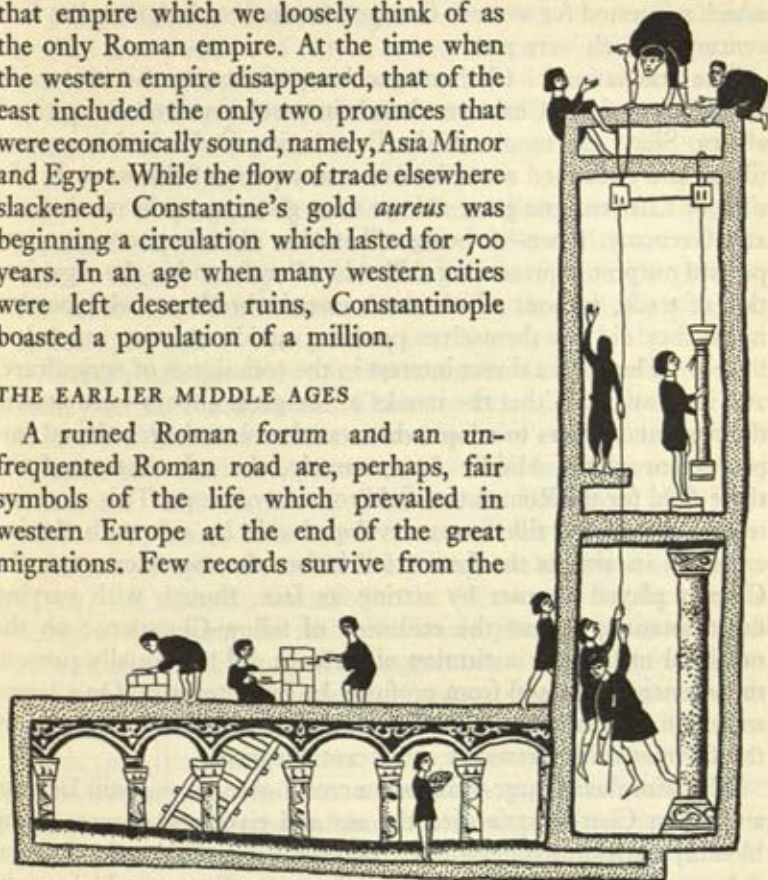 that empire which we loosely think of as
the only Roman empire. At the time when
the western empire disappeared, that of the
east included the only two provinces that
were economically sound, namely, Asia Minor
and Egypt. While the flow of trade elsewhere
slackened, Constantine's gold aureus was
beginning a circulation which lasted for 700
years. In an age when many western cities
were left deserted ruins, Constantinople
boasted a population of a million.
THE EARLIER MIDDLE AGES
A ruined Roman forum and an un-
frequented Roman road are, perhaps, fair
symbols of the life which prevailed in
western Europe at the end of the great
migrations. Few records survive from the